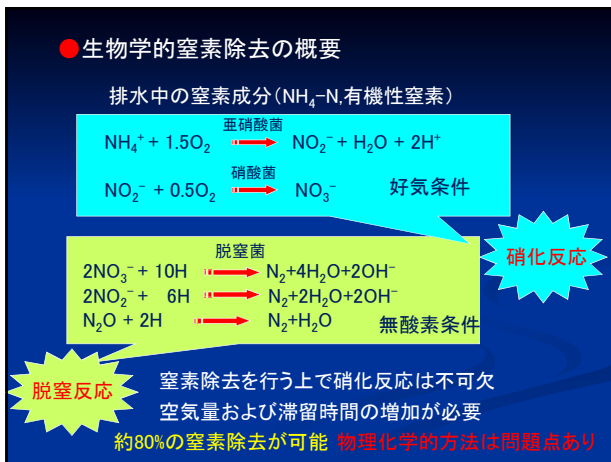 ●生物学的窒素除去の概要
排水中の窒素成分(NH₄-N,有機性窒素)
亜硝酸菌
NH₄⁺ + 1.5O₂ NO₂⁻ + H₂O + 2H⁺
硝酸菌
NO₂⁻ + 0.5O₂ NO₃⁻ 好気条件
硝化反応
脱窒菌
2NO₃⁻ + 10H N₂+4H₂O+2OH⁻
2NO₂⁻ + 6H N₂+2H₂O+2OH⁻
N₂O + 2H N₂+H₂O 無酸素条件
脱窒反応
窒素除去を行う上で硝化反応は不可欠
空気量および滞留時間の増加が必要
約80%の窒素除去が可能 物理化学的方法は問題点あり